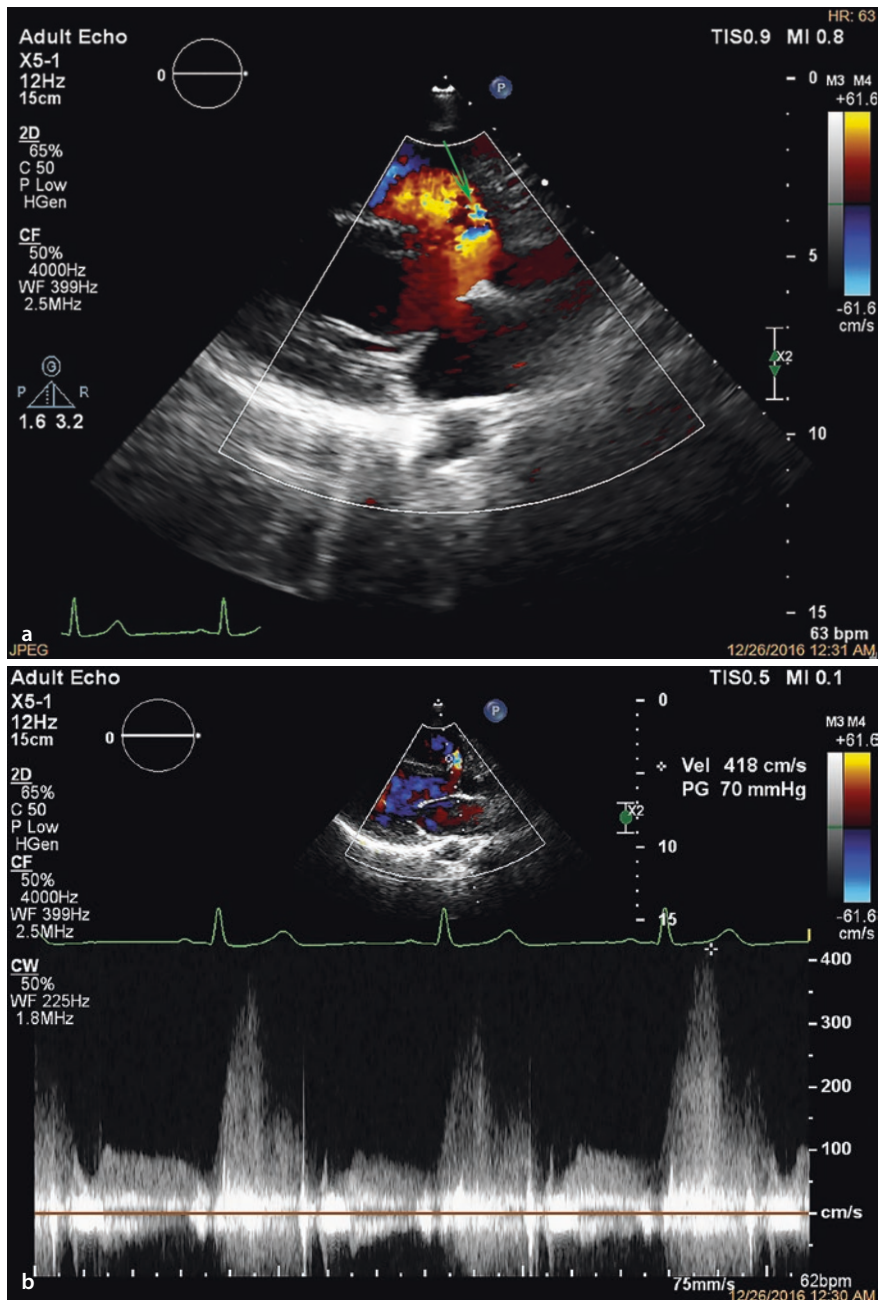 HR: 63
Adult Echo
TIS0.9 MI 0.8
X5-1
12Hz
15cm
0
P
0
M3 M4
+61.6
2D
65%
C 50
P Low
HGen
CF
50%
4000Hz
WF 399Hz
2.5MHz
5
-61.6
cm/s
X2
G
P R
1.6 3.2
10
15
a
63 bpm
JPEG
12/26/2016 12:31 AM
Adult Echo
TIS0.5 MI 0.1
X5-1
12Hz
15cm
0
P
0
M3 M4
+61.6
Vel 418 cm/s
PG 70 mmHg
2D
65%
C 50
P Low
HGen
X2
10
CF
50%
4000Hz
WF 399Hz
2.5MHz
15
-61.6
cm/s
CW
50%
WF 225Hz
1.8MHz
400
300
200
100
cm/s
b
75mm/s
62bpm
12/26/2016 12:30 AM